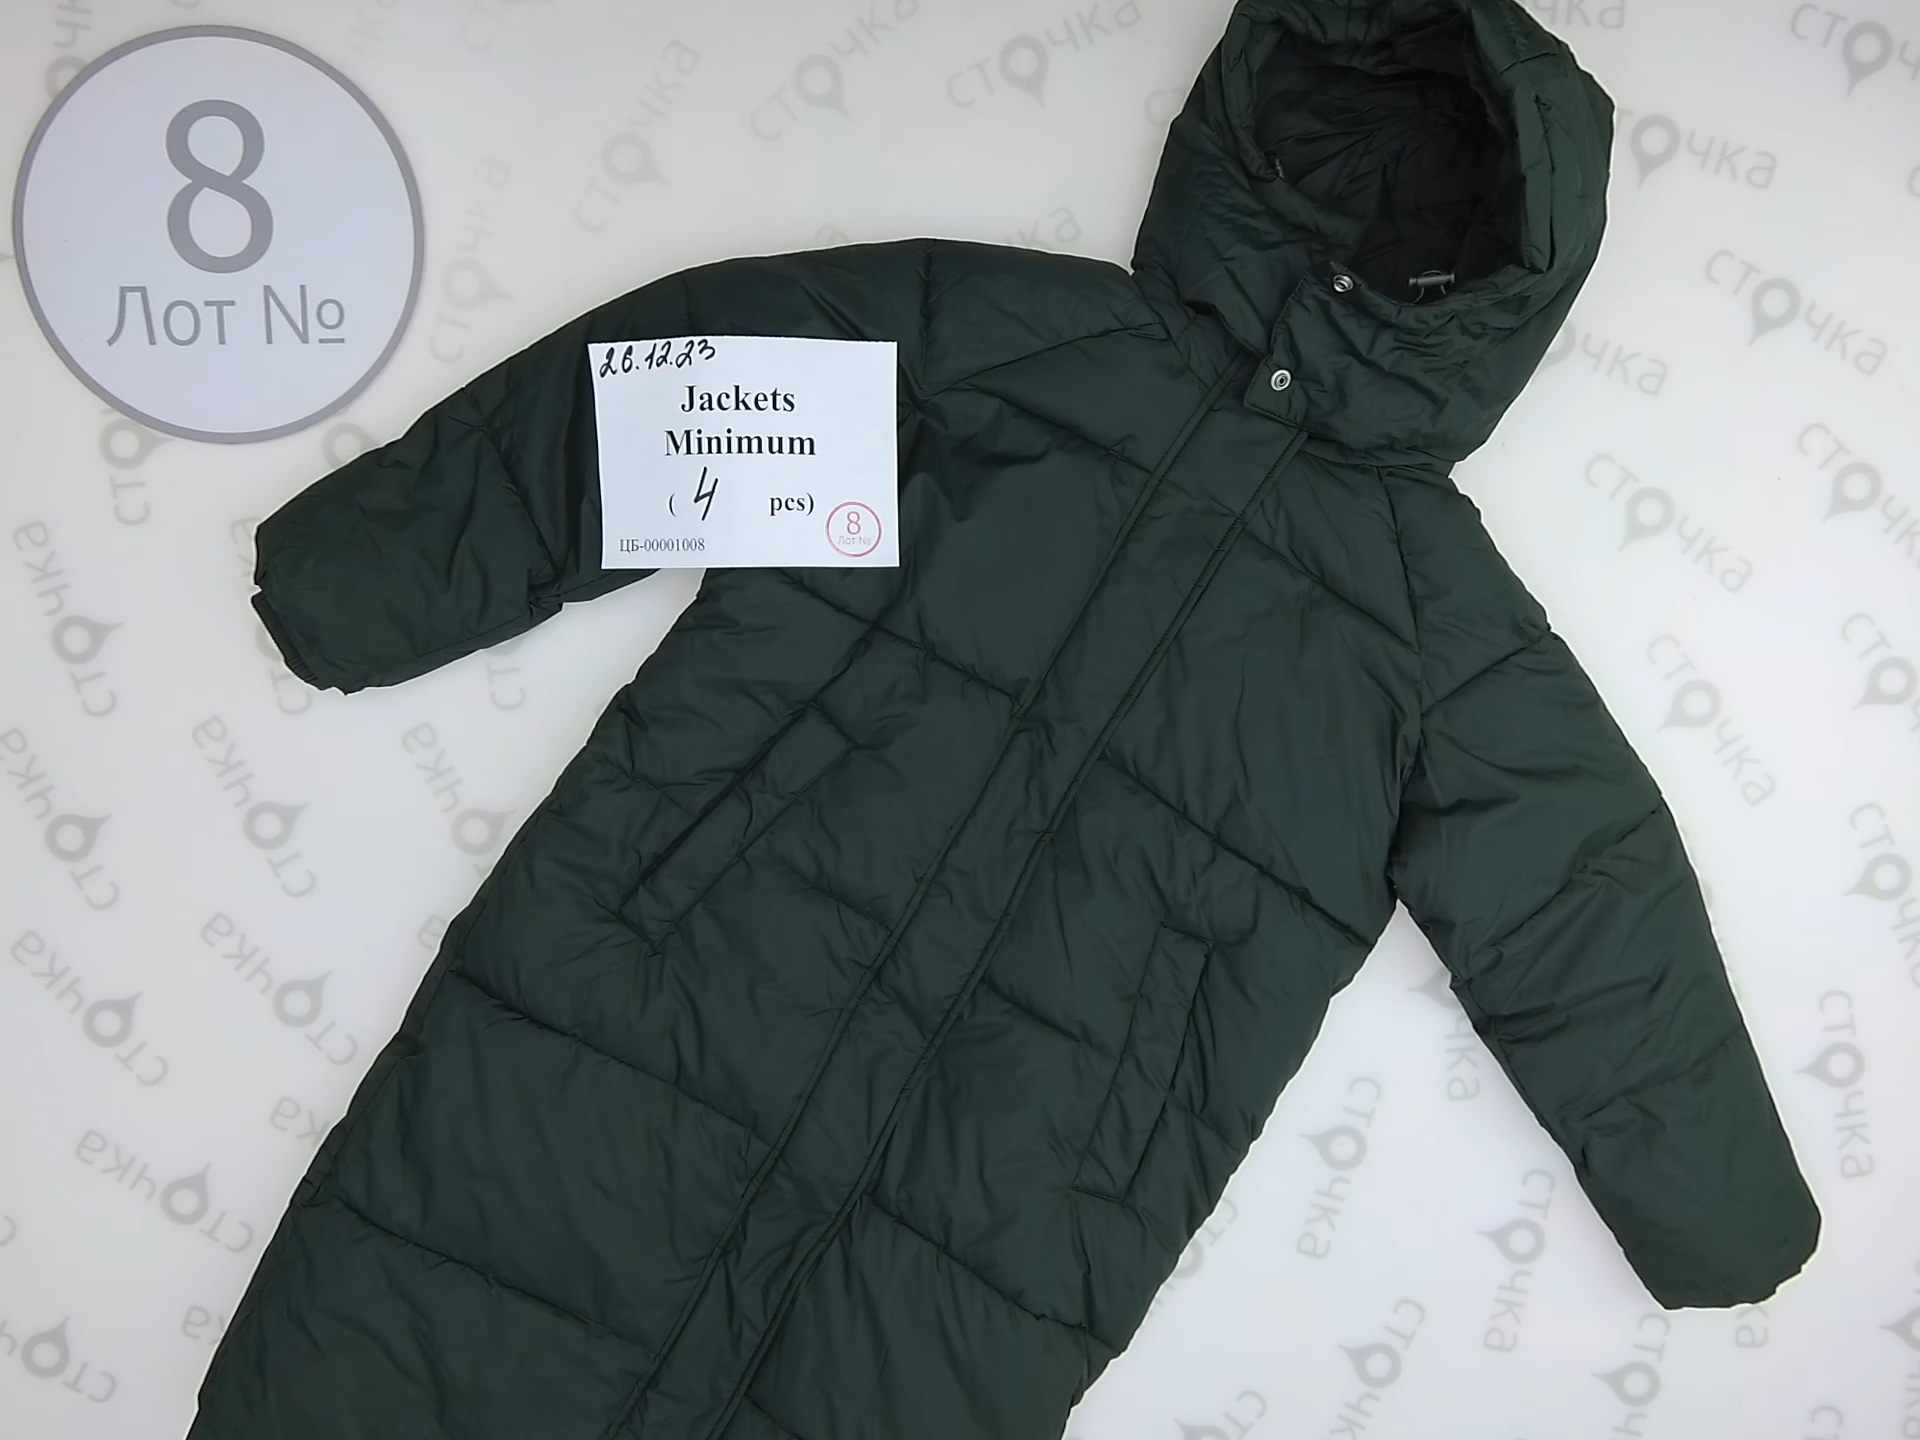 8
Лот №
26.12.23
Jackets
Minimum
( 4 pcs)
ЦБ-00001008
8
Лот №
сточка